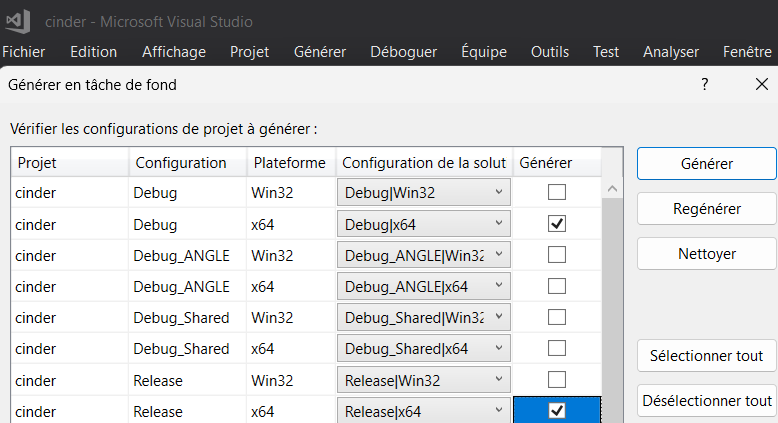 cinder - Microsoft Visual Studio
Fichier Edition Affichage Projet Générer Déboguer Équipe Outils Test Analyser Fenêtre
Générer en tâche de fond ?
Vérifier les configurations de projet à générer :
Projet Configuration Plateforme Configuration de la solut Générer Générer
cinder Debug Win32 Debug|Win32
Regénérer
cinder Debug x64 Debug|x64
cinder Debug_ANGLE Win32 Debug_ANGLE|Win32 Nettoyer
cinder Debug_ANGLE x64 Debug_ANGLE|x64
cinder Debug_Shared Win32 Debug_Shared|Win32
cinder Debug_Shared x64 Debug_Shared|x64 Sélectionner tout
cinder Release Win32 Release|Win32
cinder Release x64 Release|x64 Désélectionner tout